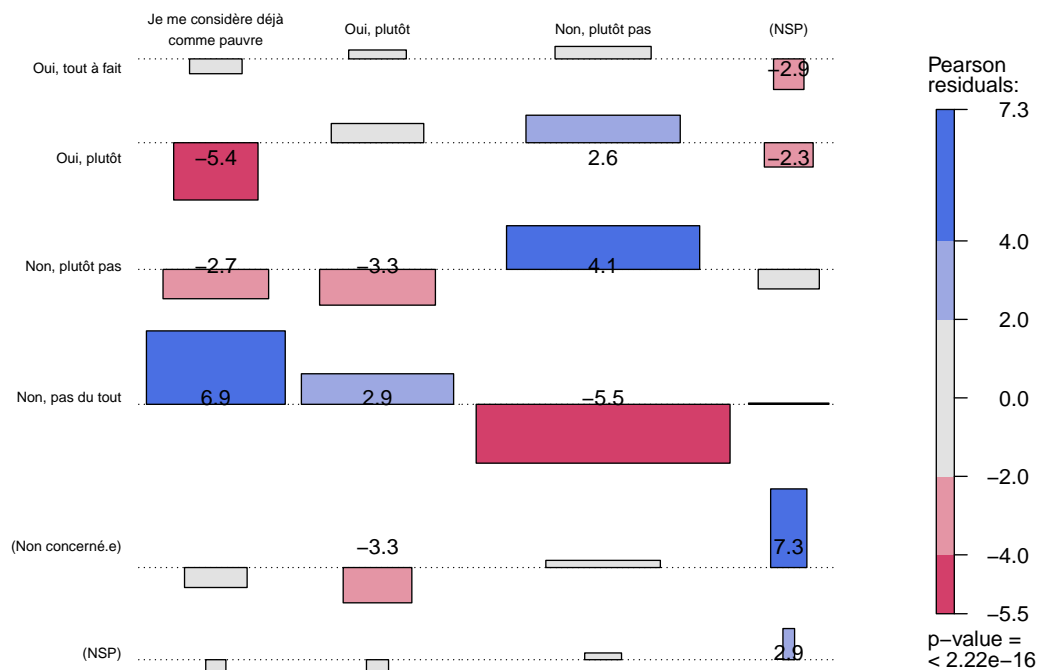 Je me considère déjà
comme pauvre
Oui, plutôt
Non, plutôt pas
(NSP)
Oui, tout à fait
−2.9
Oui, plutôt
−5.4
2.6
−2.3
Non, plutôt pas
−2.7
−3.3
4.1
Non, pas du tout
6.9
2.9
−5.5
(Non concerné.e)
−3.3
7.3
(NSP)
2.9
Pearson
residuals:
7.3
4.0
2.0
0.0
−2.0
−4.0
−5.5
p−value =
< 2.22e−16